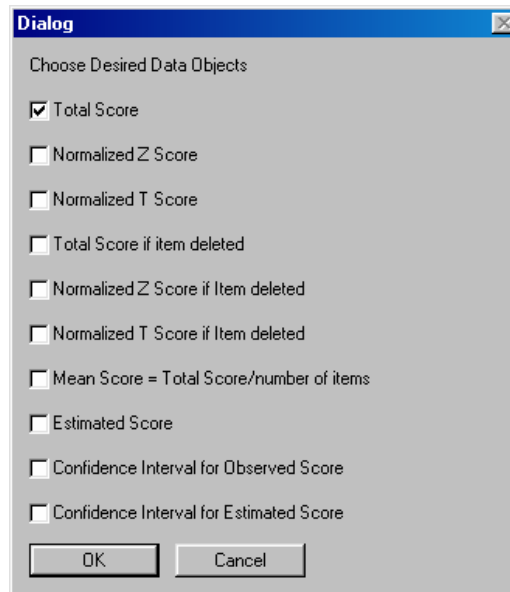 Dialog
Choose Desired Data Objects
Total Score
Normalized Z Score
Normalized T Score
Total Score if item deleted
Normalized Z Score if Item deleted
Normalized T Score if Item deleted
Mean Score = Total Score/number of items
Estimated Score
Confidence Interval for Observed Score
Confidence Interval for Estimated Score
OK Cancel